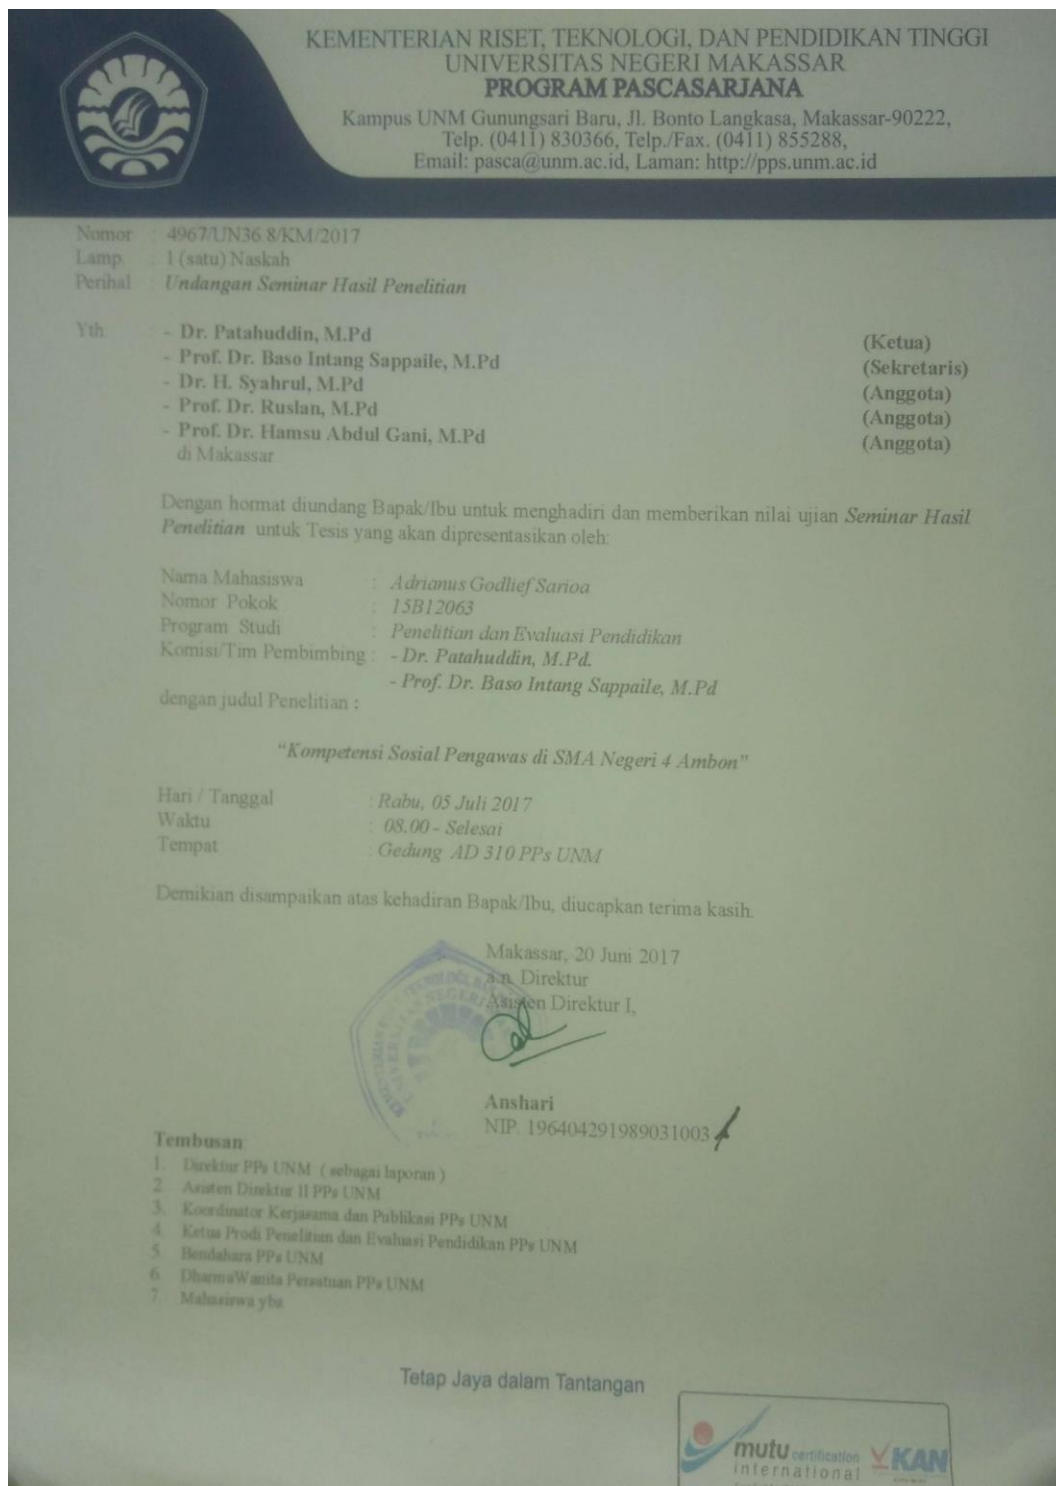 KEMENTERIAN RISET, TEKNOLOGI, DAN PENDIDIKAN TINGGI
UNIVERSITAS NEGERI MAKASSAR
PROGRAM PASCASARJANA
Kampus UNM Gunungsari Baru, Jl. Bonto Langkasa, Makassar-90222,
Telp. (0411) 830366, Telp./Fax. (0411) 855288,
Email: pasca@unm.ac.id, Laman: http://pps.unm.ac.id
Nomor : 4967/UN36.8/KM/2017
Lamp. : 1 (satu) Naskah
Perihal : Undangan Seminar Hasil Penelitian
Yth. : - Dr. Patahuddin, M.Pd (Ketua)
- Prof. Dr. Baso Intang Sappaile, M.Pd (Sekretaris)
- Dr. H. Syahrul, M.Pd (Anggota)
- Prof. Dr. Ruslan, M.Pd (Anggota)
- Prof. Dr. Hamsu Abdul Gani, M.Pd (Anggota)
di Makassar
Dengan hormat diundang Bapak/Ibu untuk menghadiri dan memberikan nilai ujian Seminar Hasil
Penelitian untuk Tesis yang akan dipresentasikan oleh:
Nama Mahasiswa : Adrianus Godlief Sarioa
Nomor Pokok : 15B12063
Program Studi : Penelitian dan Evaluasi Pendidikan
Komisi/Tim Pembimbing : - Dr. Patahuddin, M.Pd.
- Prof. Dr. Baso Intang Sappaile, M.Pd
dengan judul Penelitian :
“Kompetensi Sosial Pengawas di SMA Negeri 4 Ambon”
Hari / Tanggal : Rabu, 05 Juli 2017
Waktu : 08.00 - Selesai
Tempat : Gedung AD 310 PPs UNM
Demikian disampaikan atas kehadiran Bapak/Ibu, diucapkan terima kasih.
Makassar, 20 Juni 2017
a.n. Direktur
Asisten Direktur I,
Anshari
NIP. 196404291989031003
Tembusan:
1. Direktur PPs UNM ( sebagai laporan )
2. Asisten Direktur II PPs UNM
3. Koordinator Kerjasama dan Publikasi PPs UNM
4. Ketua Prodi Penelitian dan Evaluasi Pendidikan PPs UNM
5. Bendahara PPs UNM
6. DharmaWanita Persatuan PPs UNM
7. Mahasiswa ybs
Tetap Jaya dalam Tantangan
mutu certification
international
KAN